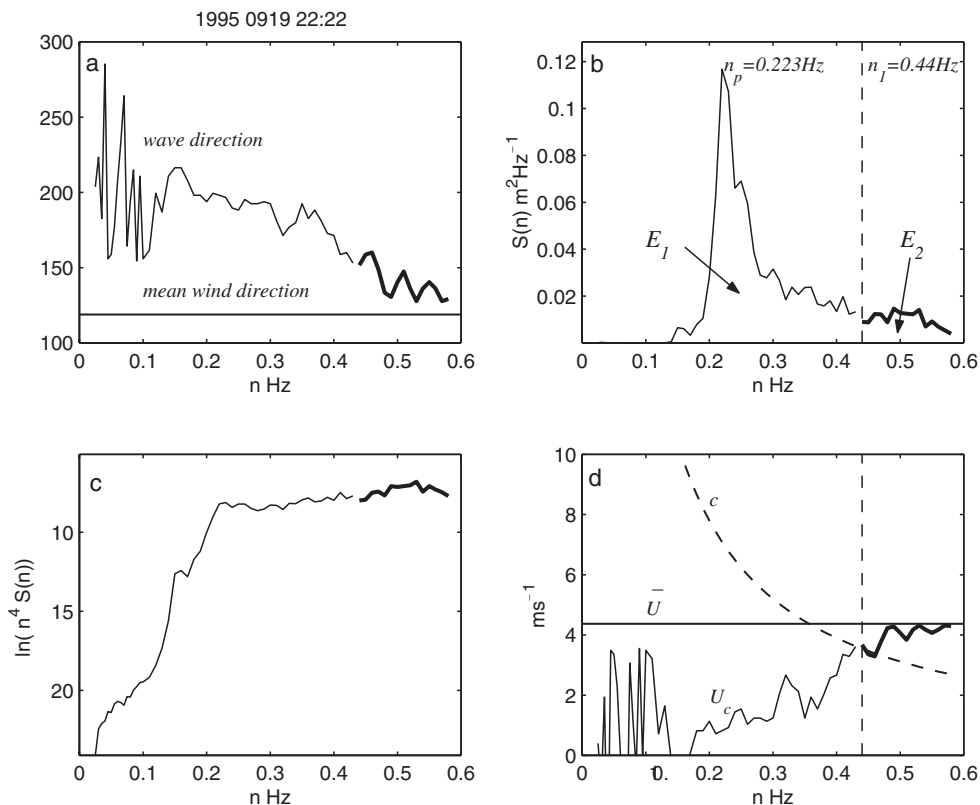 1995 0919 22:22
a
300
250
200
150
100
wave direction
mean wind direction
0 0.1 0.2 0.3 0.4 0.5 0.6
n Hz
b
n_p=0.223Hz
n_1=0.44Hz
0.12
0.1
0.08
0.06
0.04
0.02
S(n) m²Hz⁻¹
E_1
E_2
0 0.1 0.2 0.3 0.4 0.5 0.6
n Hz
c
10
15
20
ln( n⁴ S(n))
0 0.1 0.2 0.3 0.4 0.5 0.6
n Hz
d
10
8
6
4
2
0
ms⁻¹
c
U̅
U_c
0 0.1 0.2 0.3 0.4 0.5 0.6
n Hz